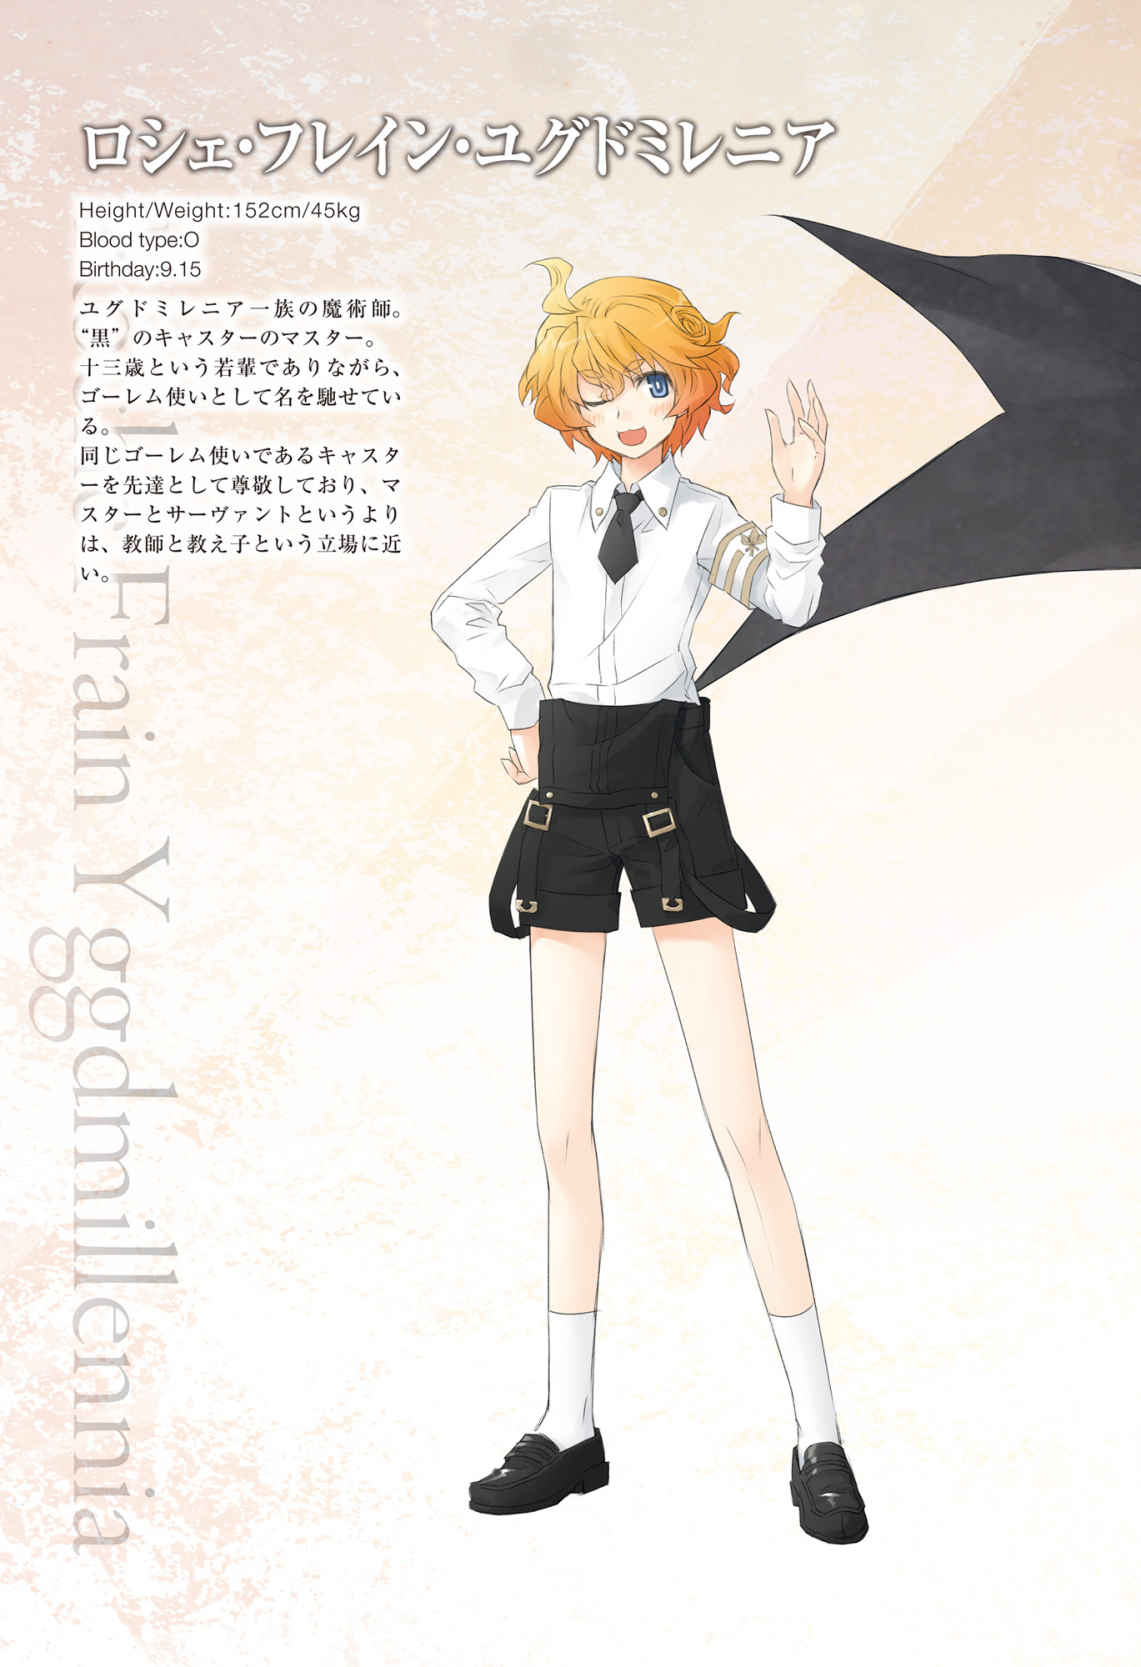 ロシェ・フレイン・ユグドミレニア
Height/Weight:152cm/45kg
Blood type:O
Birthday:9.15
ユグドミレニア一族の魔術師。
“黒”のキャスターのマスター。
十三歳という若輩でありながら、
ゴーレム使いとして名を馳せてい
る。
同じゴーレム使いであるキャスタ
ーを先達として尊敬しており、マ
スターとサーヴァントというより
は、教師と教え子という立場に近
い。
Frain Yggdmillennia